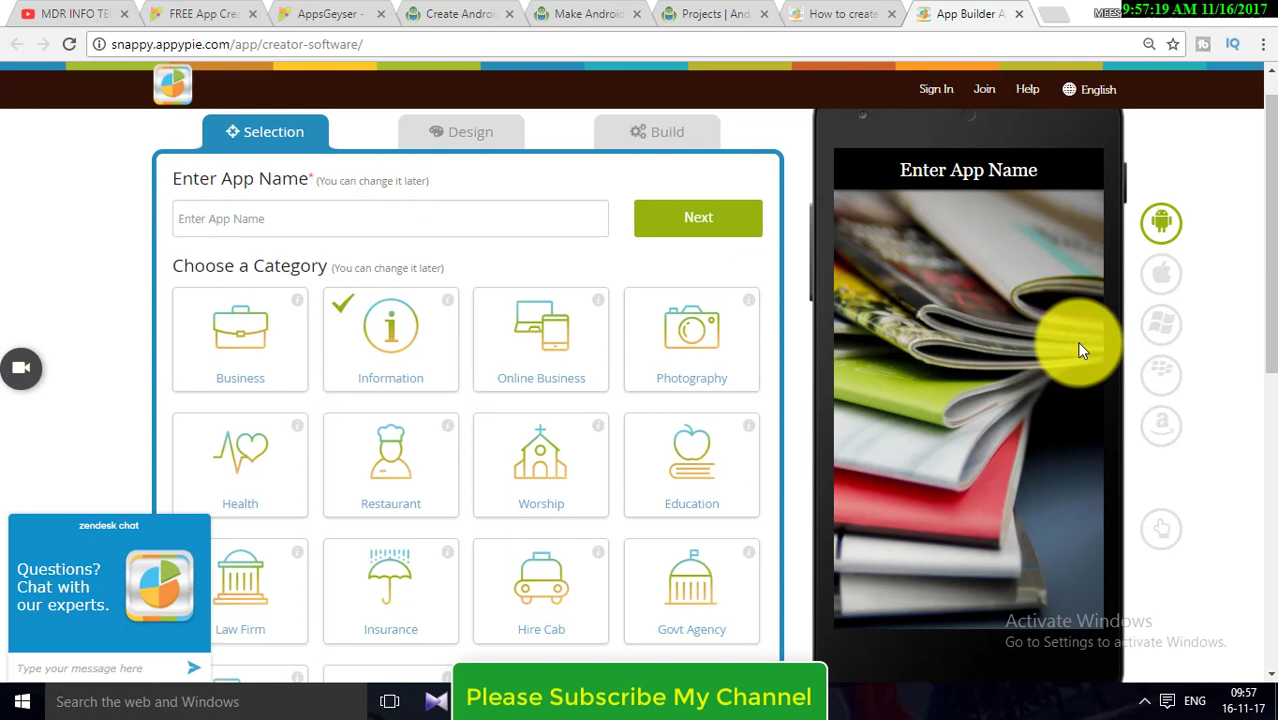 MDR INFO TE
FREE App Cre
AppsGeyser -
Create Androi
Make Android
Projects | And
How to create
App Builder A
MEES
9:57:19 AM 11/16/2017
snappy.appypie.com/app/creator-software/
IQ
Sign In
Join
Help
English
Selection
Design
Build
Enter App Name* (You can change it later)
Enter App Name
Next
Choose a Category (You can change it later)
Business
Information
Online Business
Photography
Health
Restaurant
Worship
Education
Law Firm
Insurance
Hire Cab
Govt Agency
Enter App Name
zendesk chat
Questions?
Chat with
our experts.
Type your message here
Activate Windows
Go to Settings to activate Windows.
Search the web and Windows
Please Subscribe My Channel
ENG
09:57
16-11-17